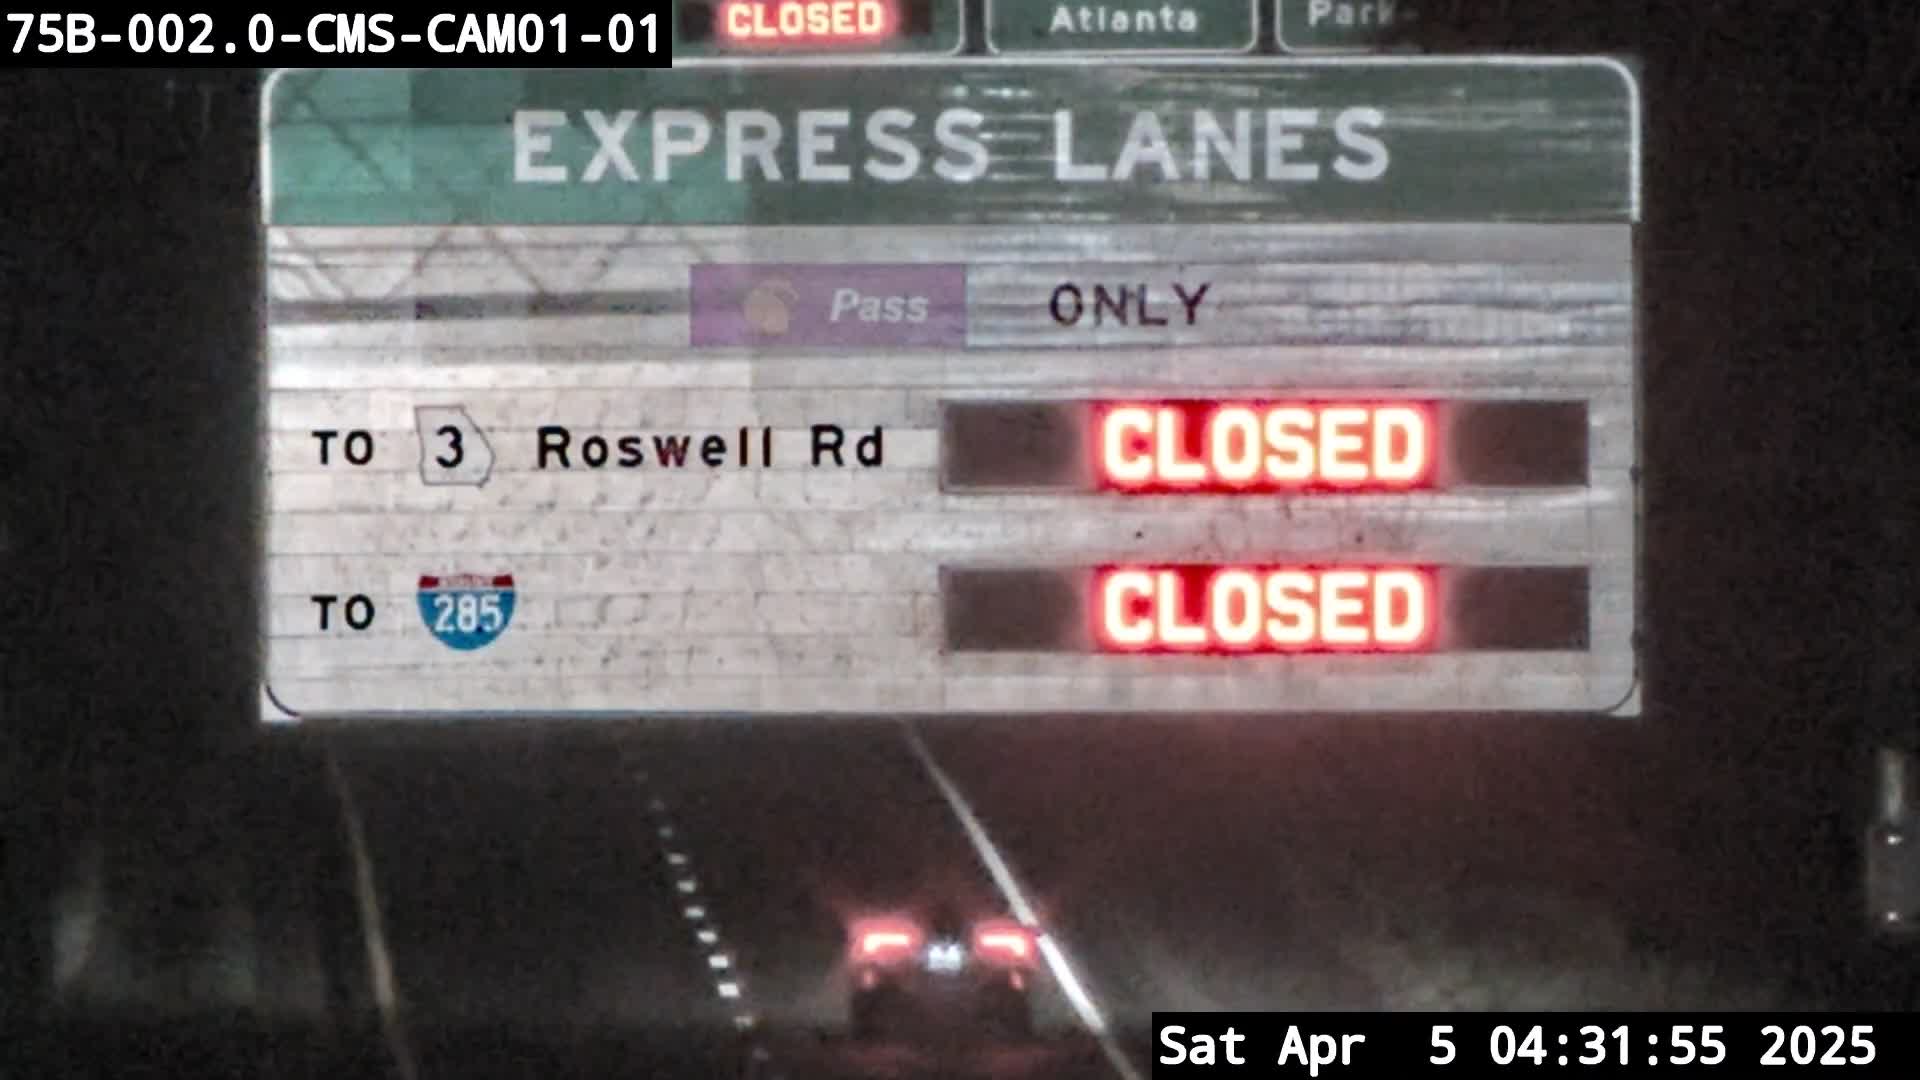 75B-002.0-CMS-CAM01-01
CLOSED
Atlanta
Park
EXPRESS LANES
Pass ONLY
TO 3 Roswell Rd CLOSED
TO 285 CLOSED
Sat Apr 5 04:31:55 2025